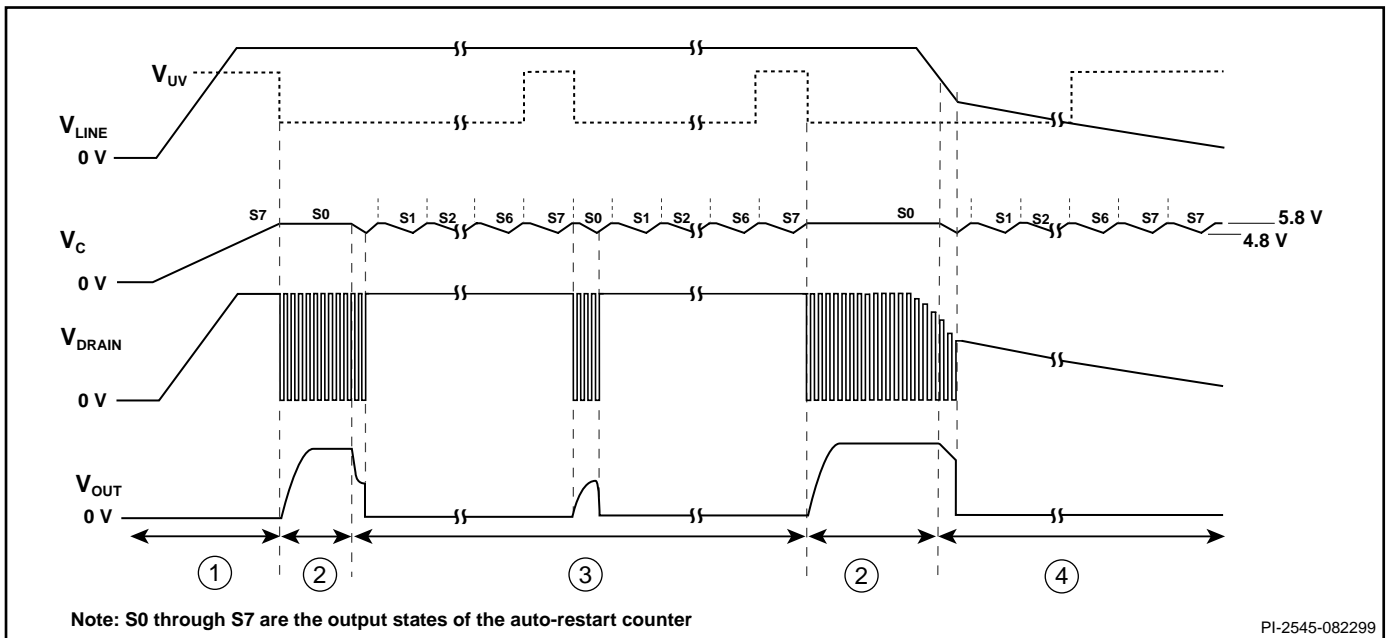 V_UV
V_LINE
0 V
S7 S0 S1 S2 S6 S7 S0 S1 S2 S6 S7 S0 S1 S2 S6 S7 S7 5.8 V
V_C 4.8 V
0 V
V_DRAIN
0 V
V_OUT
0 V
1 2 3 2 4
Note: S0 through S7 are the output states of the auto-restart counter
PI-2545-082299